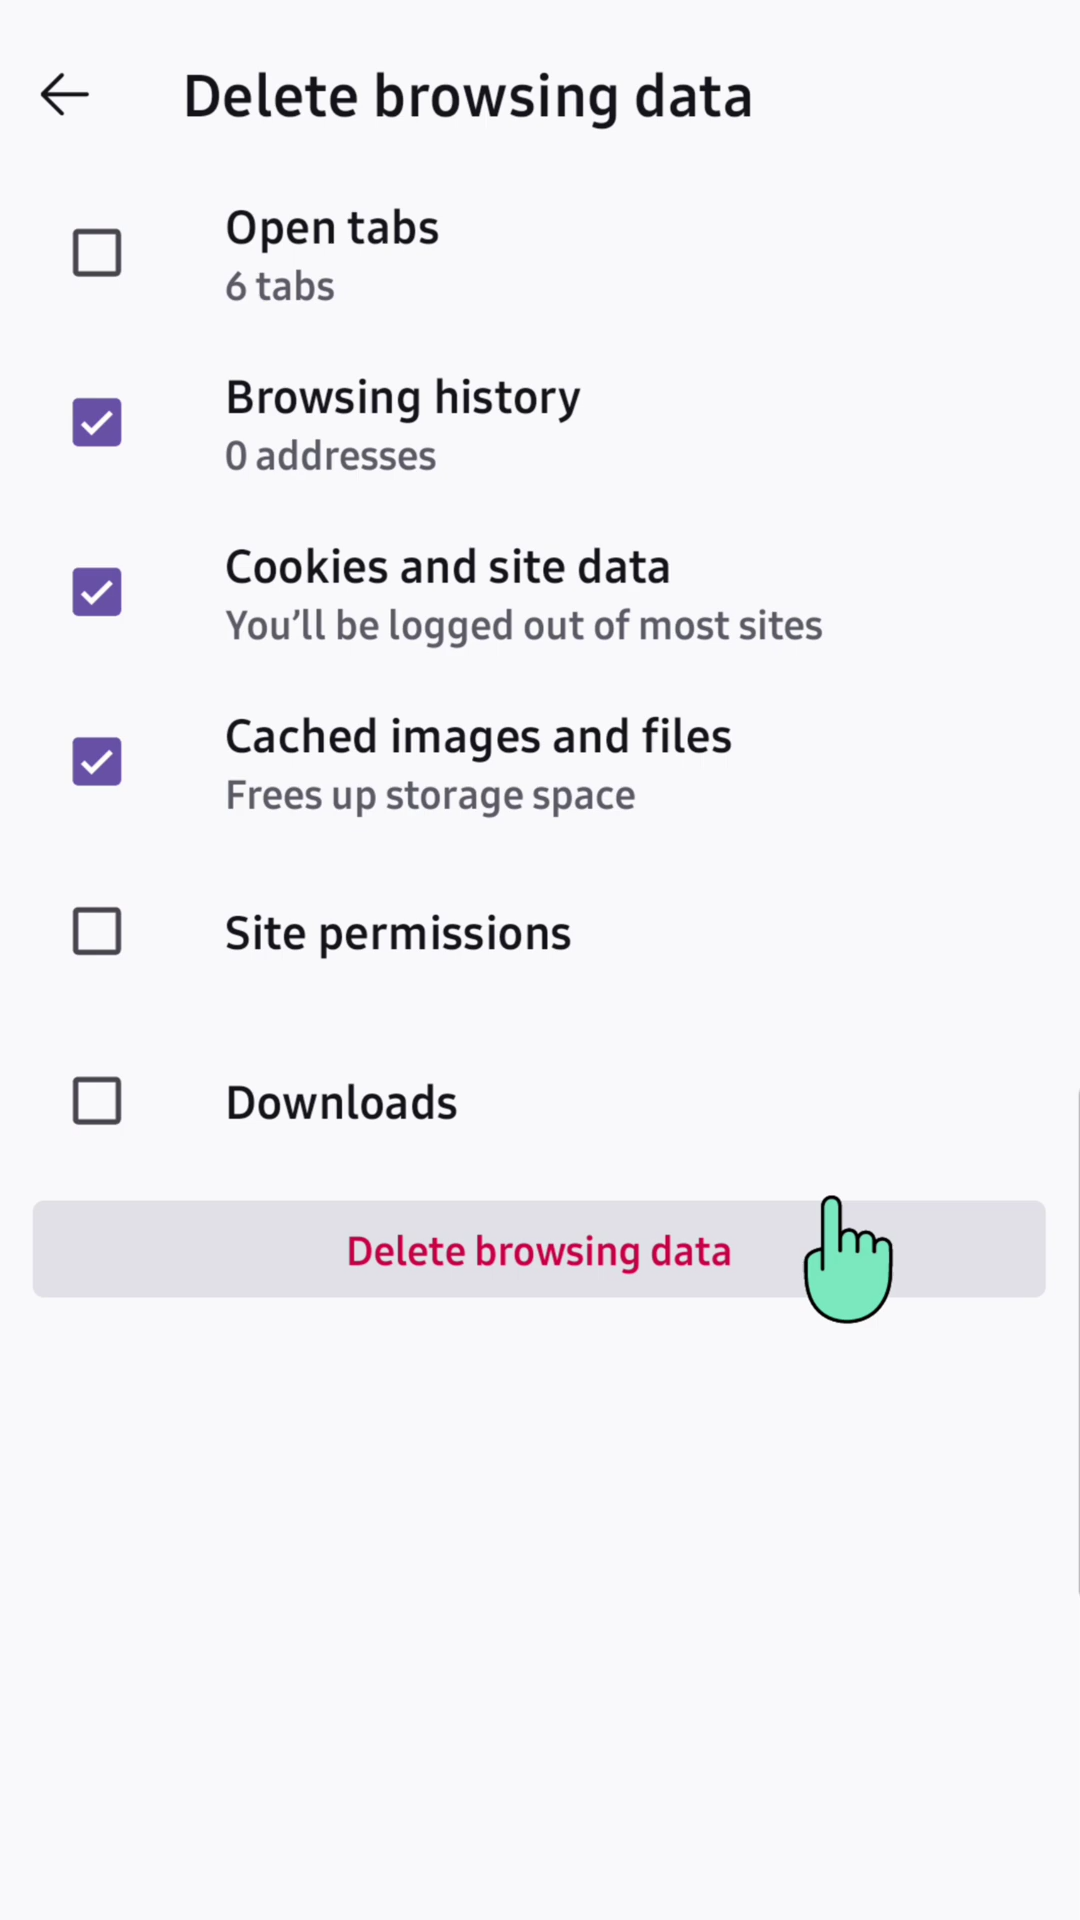 Delete browsing data
Open tabs
6 tabs
Browsing history
0 addresses
Cookies and site data
You’ll be logged out of most sites
Cached images and files
Frees up storage space
Site permissions
Downloads
Delete browsing data